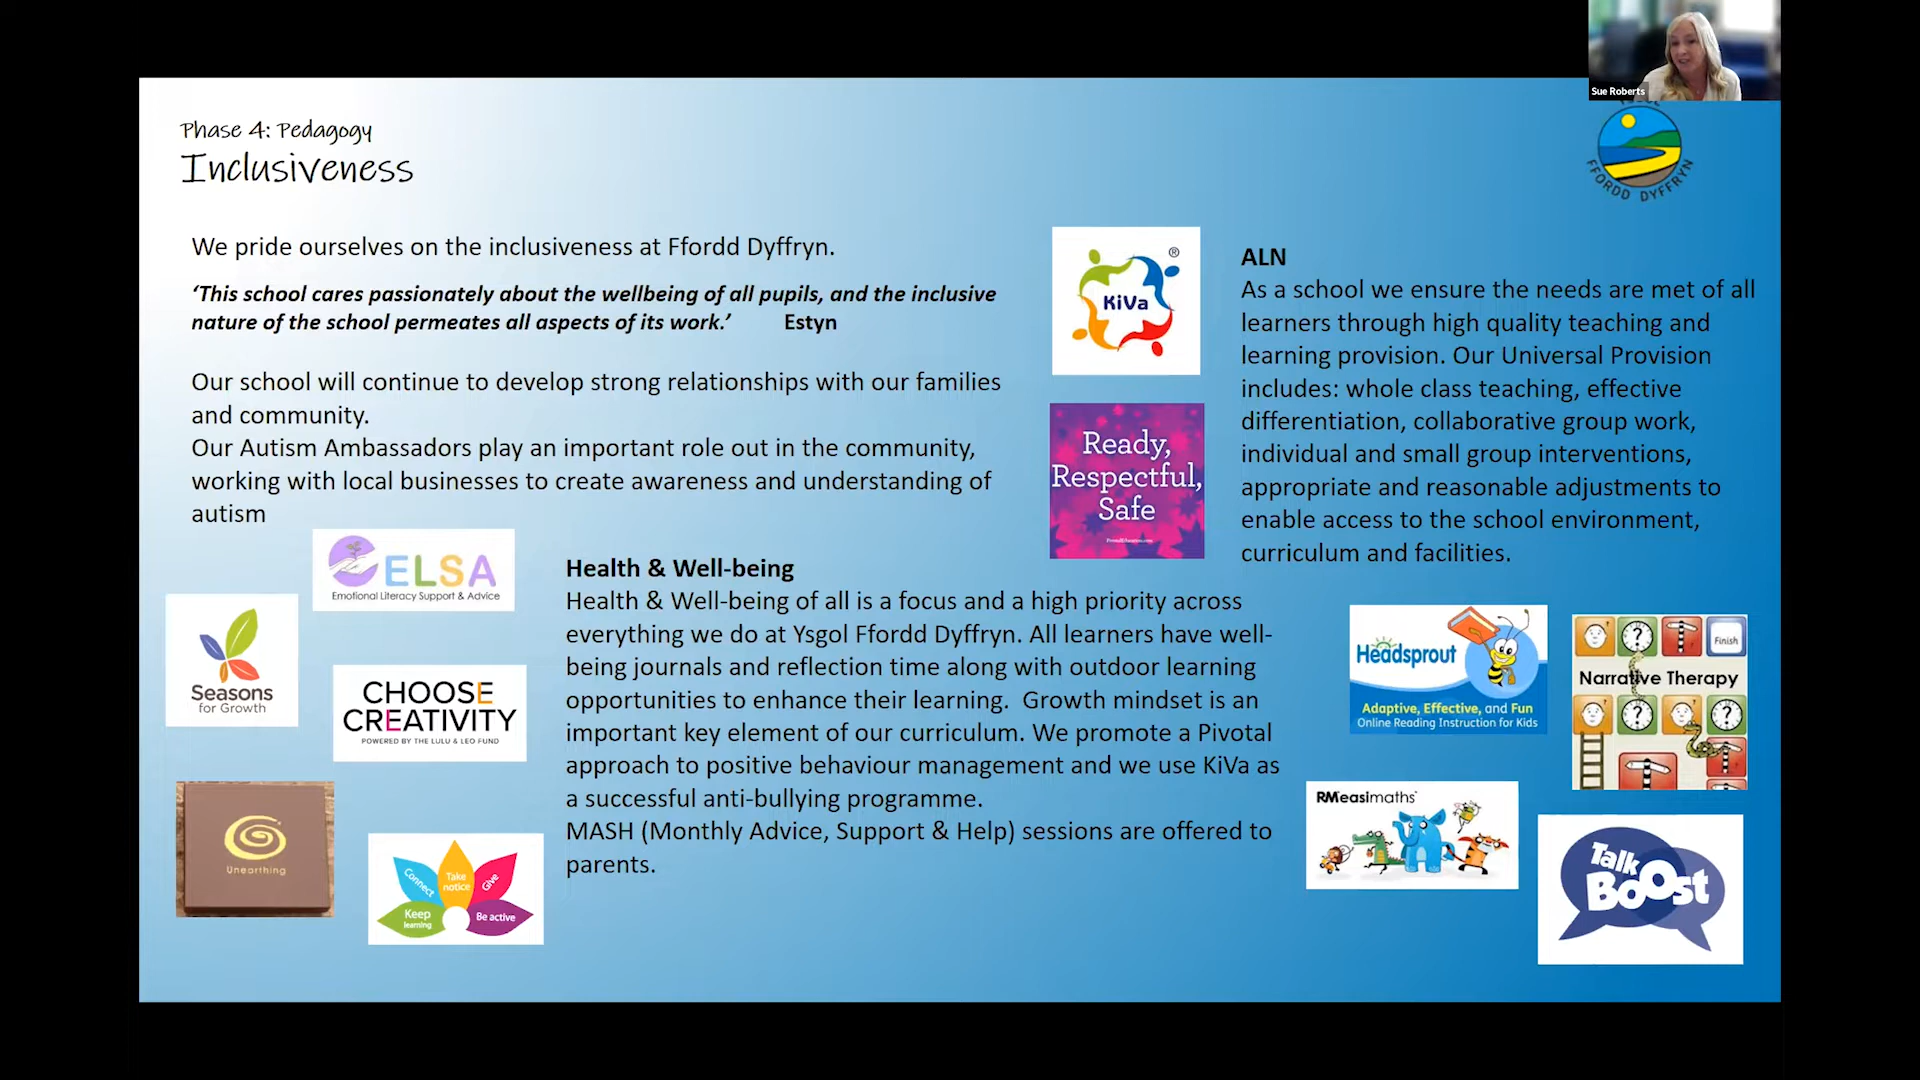 Sue Roberts
FFORDD DYFFRYN
Phase 4: Pedagogy
Inclusiveness
We pride ourselves on the inclusiveness at Ffordd Dyffryn.
‘This school cares passionately about the wellbeing of all pupils, and the inclusive
nature of the school permeates all aspects of its work.’ Estyn
Our school will continue to develop strong relationships with our families
and community.
Our Autism Ambassadors play an important role out in the community,
working with local businesses to create awareness and understanding of
autism
KiVa
®
Ready,
Respectful,
Safe
ALN
As a school we ensure the needs are met of all
learners through high quality teaching and
learning provision. Our Universal Provision
includes: whole class teaching, effective
differentiation, collaborative group work,
individual and small group interventions,
appropriate and reasonable adjustments to
enable access to the school environment,
curriculum and facilities.
ELSA
Emotional Literacy Support & Advice
Seasons
for Growth
CHOOSE
CREATIVITY
POWERED BY THE LULU & LEO FUND
Unearthing
Connect
Take
notice
Give
Keep
learning
Be active
Health & Well-being
Health & Well-being of all is a focus and a high priority across
everything we do at Ysgol Ffordd Dyffryn. All learners have well-
being journals and reflection time along with outdoor learning
opportunities to enhance their learning.  Growth mindset is an
important key element of our curriculum. We promote a Pivotal
approach to positive behaviour management and we use KiVa as
a successful anti-bullying programme.
MASH (Monthly Advice, Support & Help) sessions are offered to
parents.
Headsprout
Adaptive, Effective, and Fun
Online Reading Instruction for Kids
? Finish
Narrative Therapy
? ?
RM easimaths
Talk
Boost